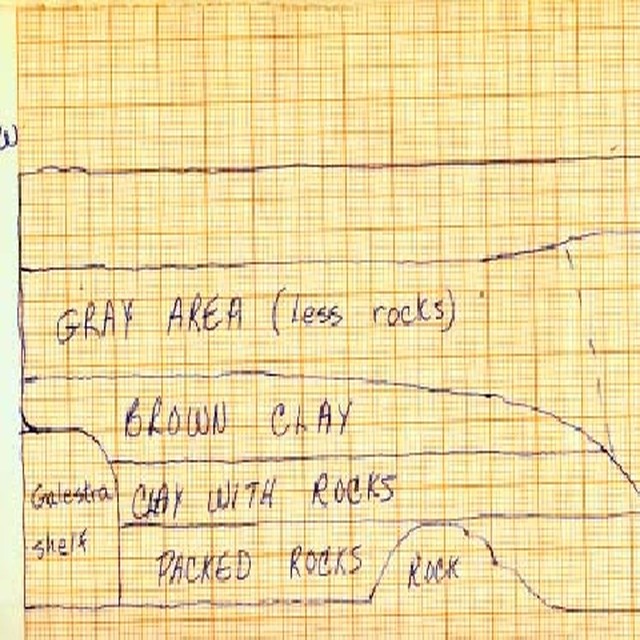 GRAY AREA (less rocks)
BROWN CLAY
Galestra
shelf
CLAY WITH ROCKS
PACKED ROCKS
ROCK